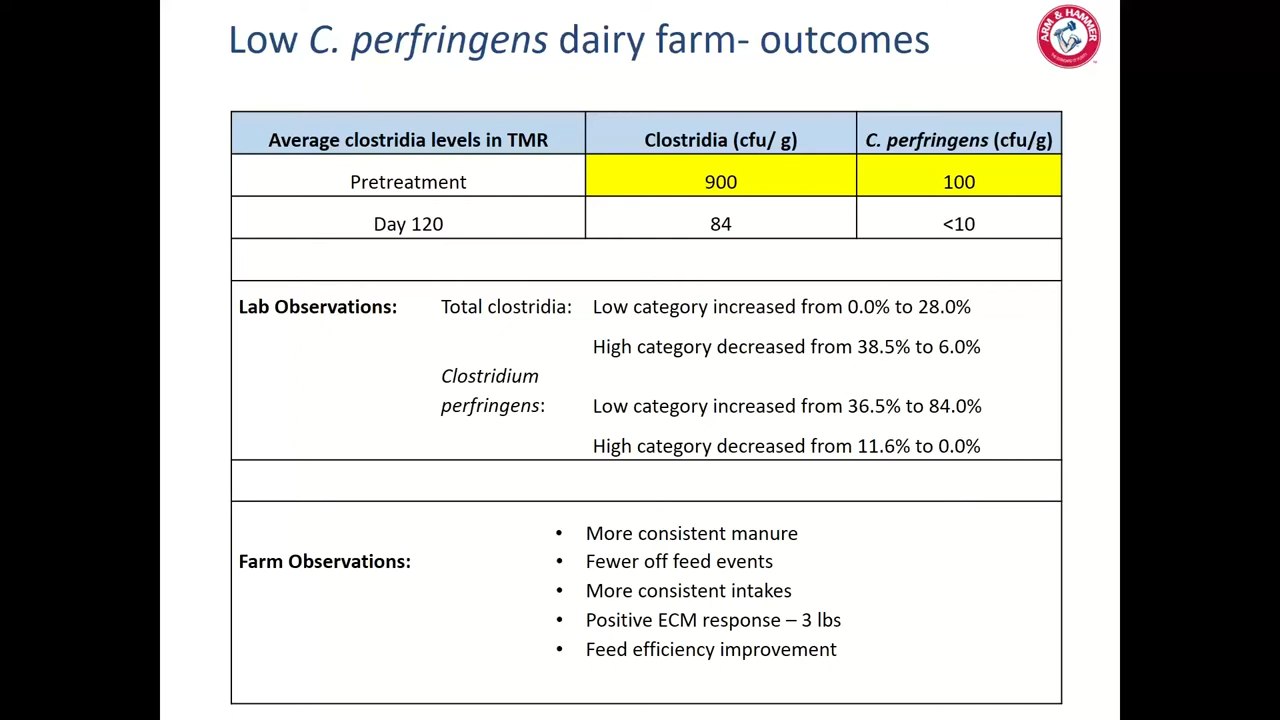 Low C. perfringens dairy farm- outcomes
ARM & HAMMER
Average clostridia levels in TMR Clostridia (cfu/ g) C. perfringens (cfu/g)
Pretreatment 900 100
Day 120 84 <10
Lab Observations: Total clostridia: Low category increased from 0.0% to 28.0%
High category decreased from 38.5% to 6.0%
Clostridium
perfringens: Low category increased from 36.5% to 84.0%
High category decreased from 11.6% to 0.0%
• More consistent manure
Farm Observations: • Fewer off feed events
• More consistent intakes
• Positive ECM response – 3 lbs
• Feed efficiency improvement